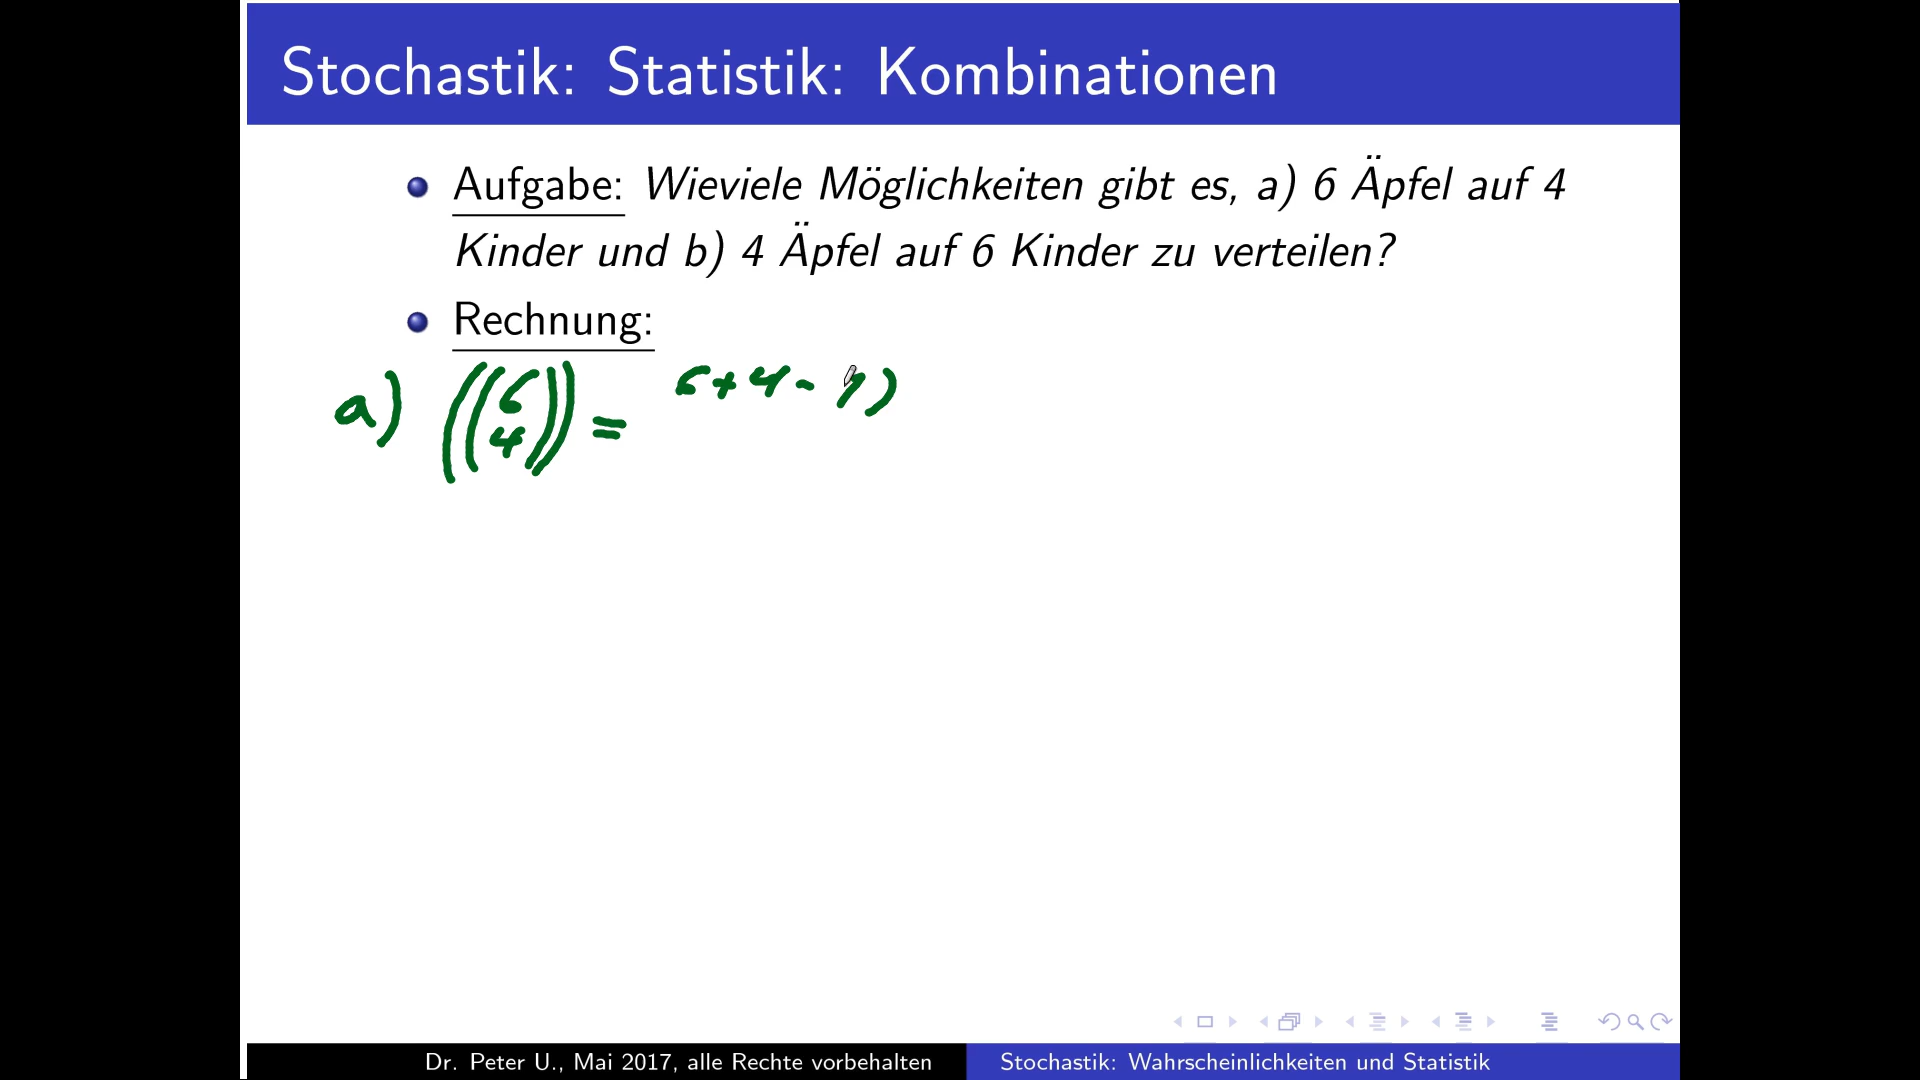 Stochastik: Statistik: Kombinationen
Aufgabe: Wieviele Möglichkeiten gibt es, a) 6 Äpfel auf 4
Kinder und b) 4 Äpfel auf 6 Kinder zu verteilen?
Rechnung:
a) ((6 4)) = 6+4-1)
Dr. Peter U., Mai 2017, alle Rechte vorbehalten
Stochastik: Wahrscheinlichkeiten und Statistik